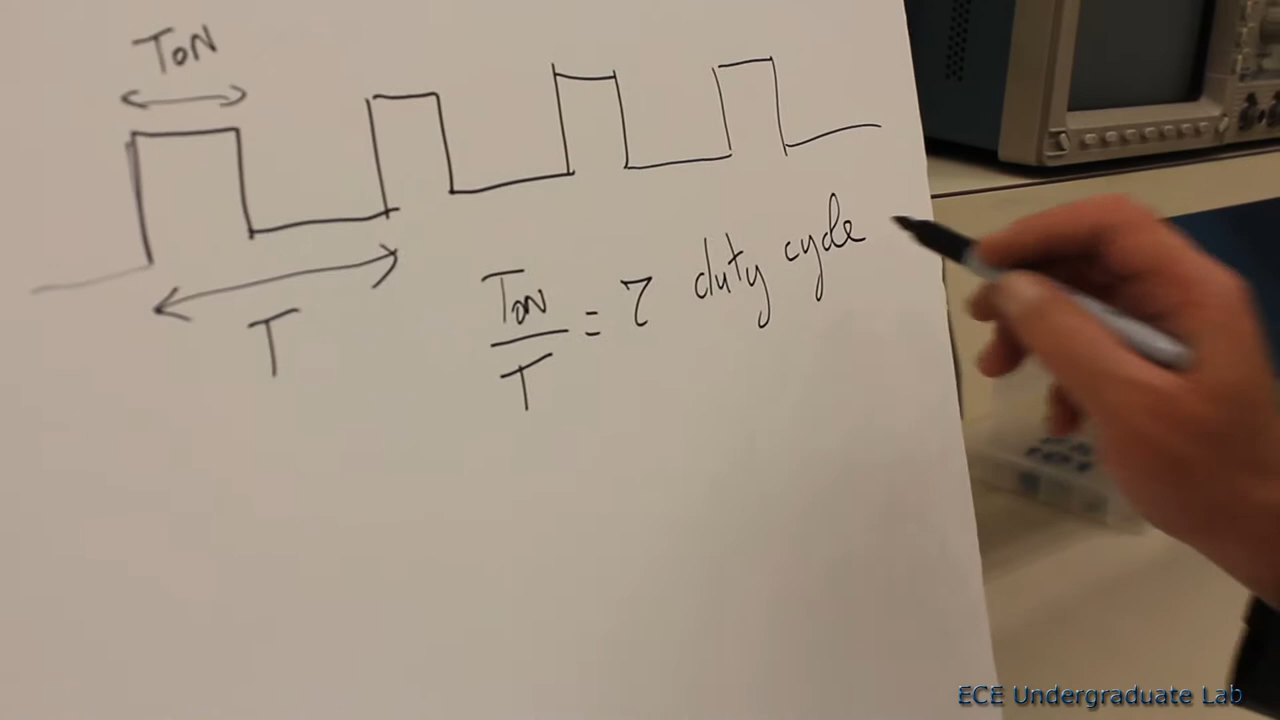 TON
T
TON
T
= τ duty cycle
ECE Undergraduate Lab